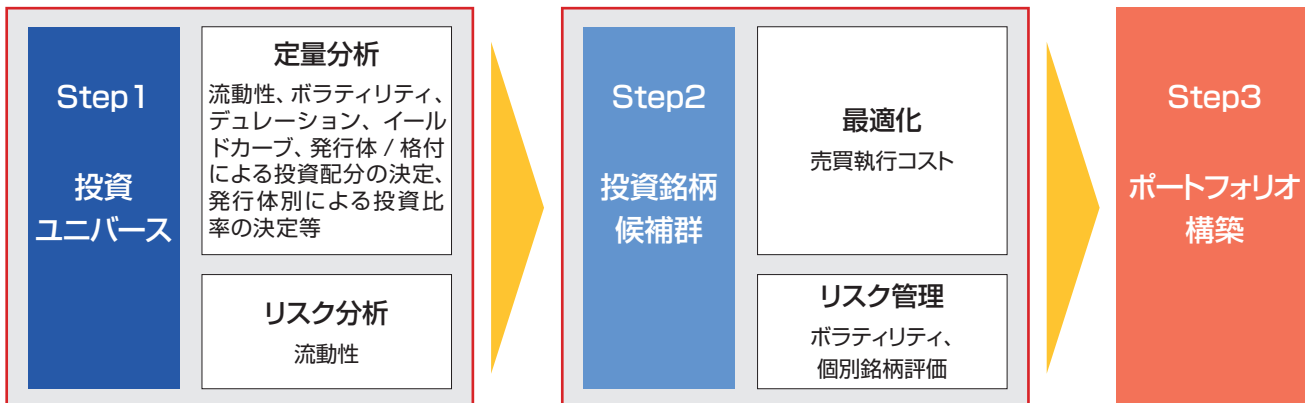 Step1
投資
ユニバース
定量分析
流動性、ボラティリティ、
デュレーション、イール
ドカーブ、発行体 / 格付
による投資配分の決定、
発行体別による投資比
率の決定等
リスク分析
流動性
Step2
投資銘柄
候補群
最適化
売買執行コスト
リスク管理
ボラティリティ、
個別銘柄評価
Step3
ポートフォリオ
構築